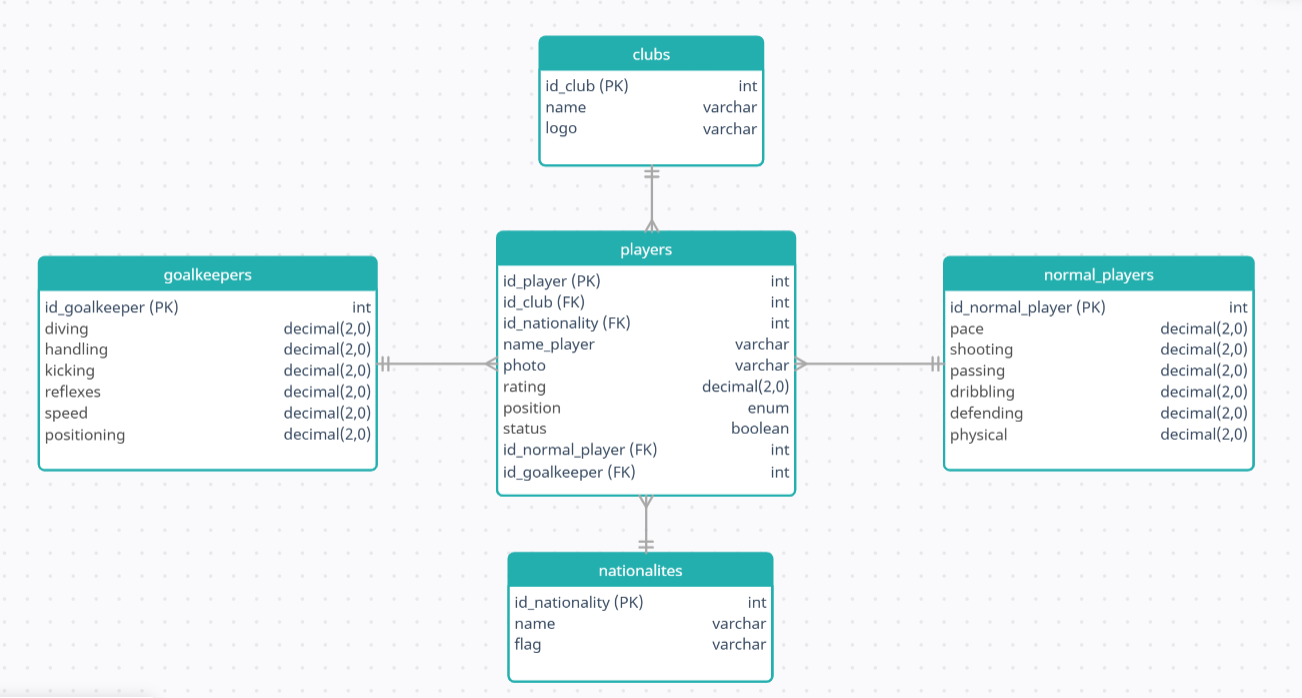 clubs
id_club (PK) int
name varchar
logo varchar
players
id_player (PK) int
id_club (FK) int
id_nationality (FK) int
name_player varchar
photo varchar
rating decimal(2,0)
position enum
status boolean
id_normal_player (FK) int
id_goalkeeper (FK) int
goalkeepers
id_goalkeeper (PK) int
diving decimal(2,0)
handling decimal(2,0)
kicking decimal(2,0)
reflexes decimal(2,0)
speed decimal(2,0)
positioning decimal(2,0)
normal_players
id_normal_player (PK) int
pace decimal(2,0)
shooting decimal(2,0)
passing decimal(2,0)
dribbling decimal(2,0)
defending decimal(2,0)
physical decimal(2,0)
nationalites
id_nationality (PK) int
name varchar
flag varchar